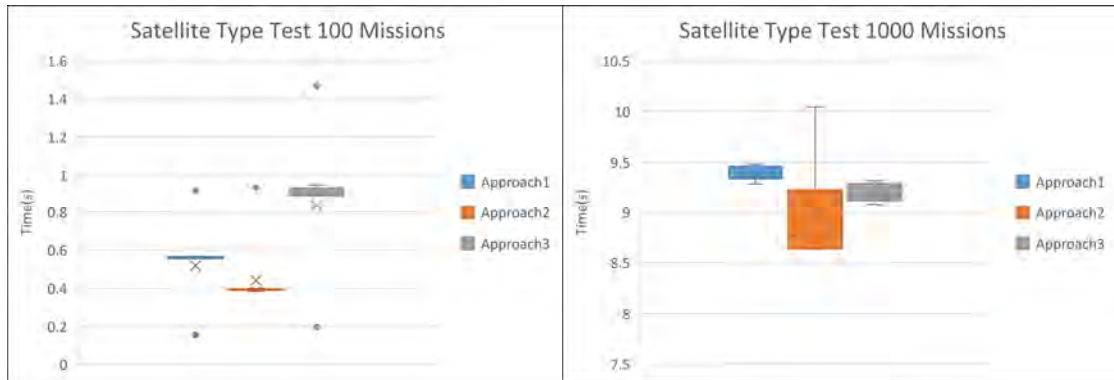 Satellite Type Test 100 Missions
1.6
1.4
1.2
1
0.8
0.6
0.4
0.2
0
Time(s)
Approach1
Approach2
Approach3
Satellite Type Test 1000 Missions
10.5
10
9.5
9
8.5
8
7.5
Time(s)
Approach1
Approach2
Approach3